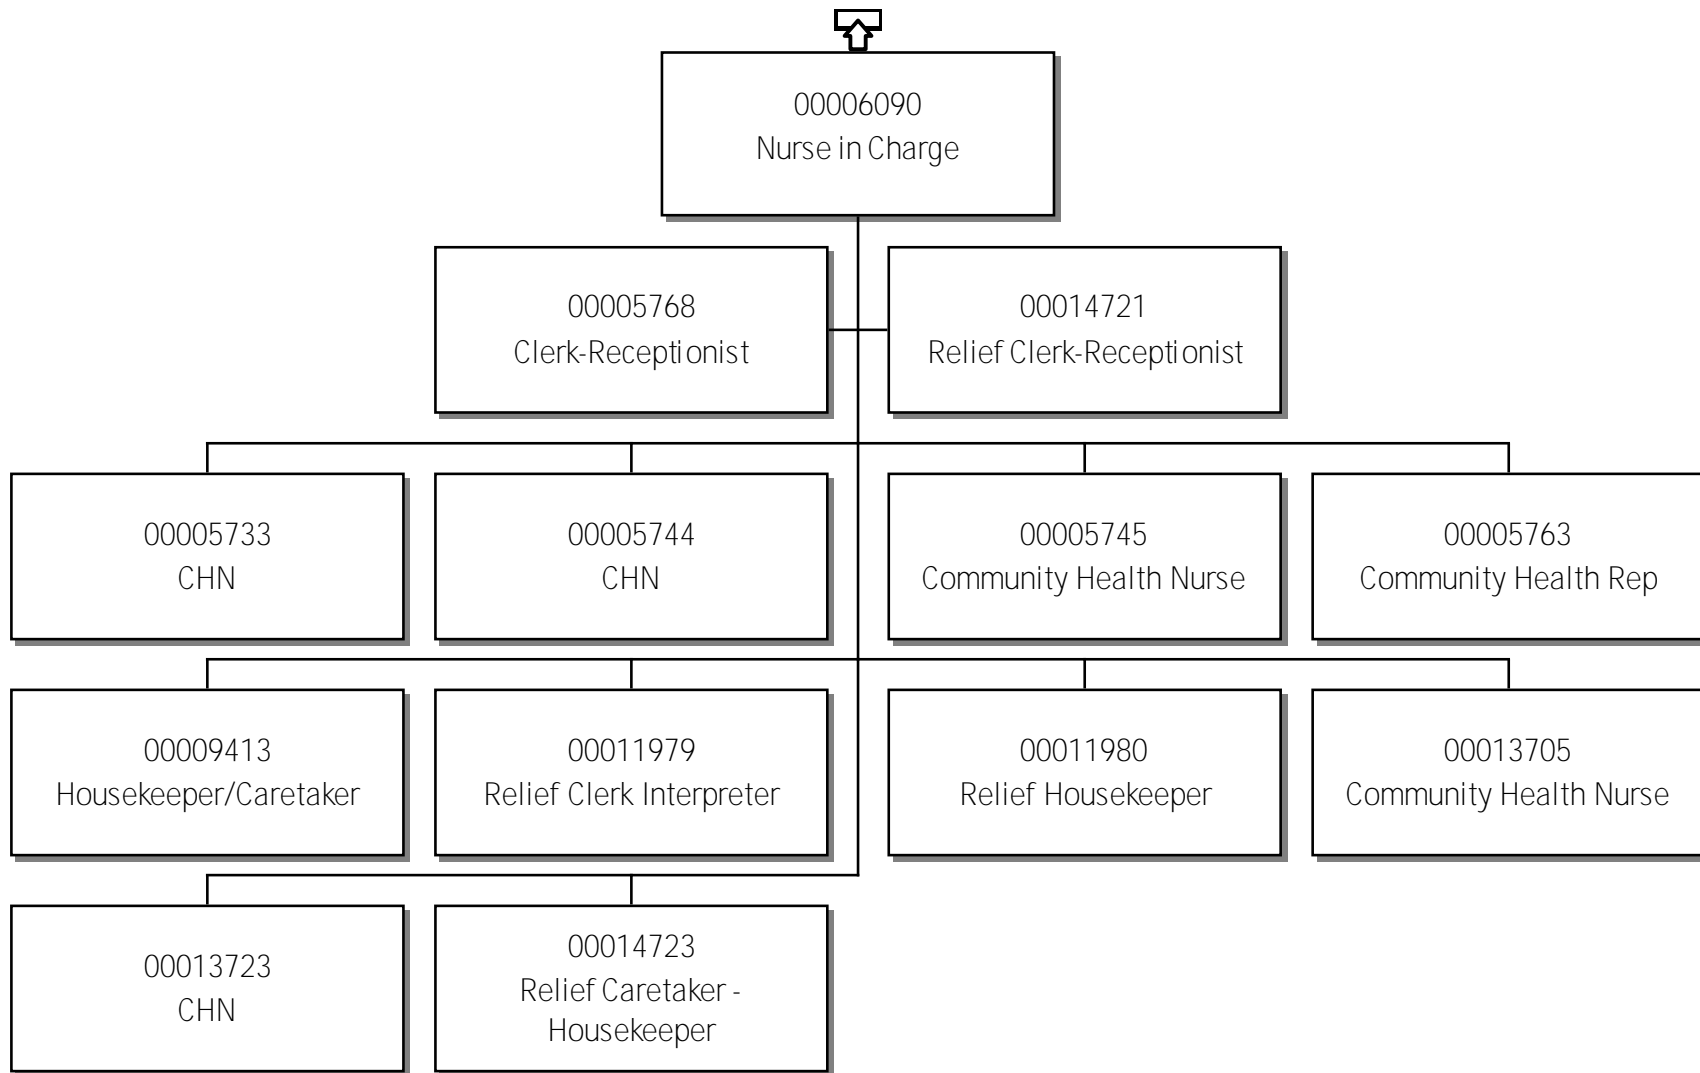 00006090
Nurse in Charge
00005768
Clerk-Receptionist
00014721
Relief Clerk-Receptionist
00005733
CHN
00005744
CHN
00005745
Community Health Nurse
00005763
Community Health Rep
00009413
Housekeeper/Caretaker
00011979
Relief Clerk Interpreter
00011980
Relief Housekeeper
00013705
Community Health Nurse
00013723
CHN
00014723
Relief Caretaker -
Housekeeper